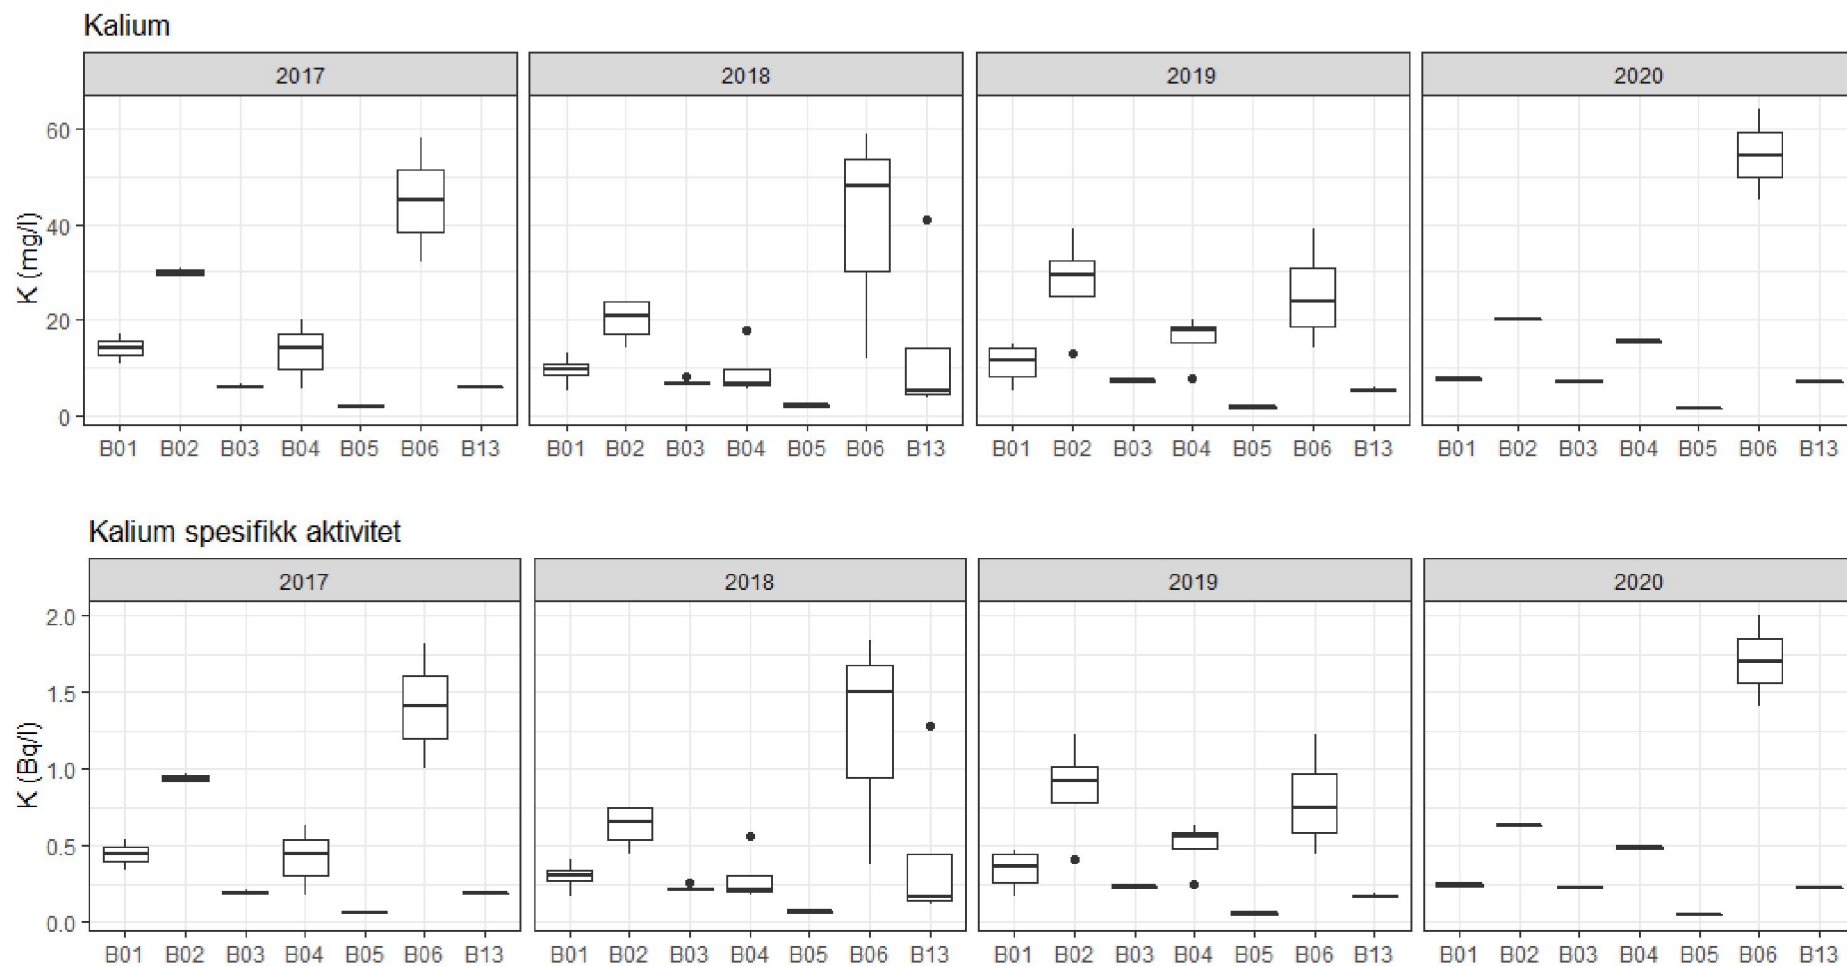 Kalium
2017 2018 2019 2020
60
40
20
0
K (mg/l)
B01 B02 B03 B04 B05 B06 B13 B01 B02 B03 B04 B05 B06 B13 B01 B02 B03 B04 B05 B06 B13 B01 B02 B03 B04 B05 B06 B13
Kalium spesifikk aktivitet
2017 2018 2019 2020
2.0
1.5
1.0
0.5
0.0
K (Bq/l)
B01 B02 B03 B04 B05 B06 B13 B01 B02 B03 B04 B05 B06 B13 B01 B02 B03 B04 B05 B06 B13 B01 B02 B03 B04 B05 B06 B13